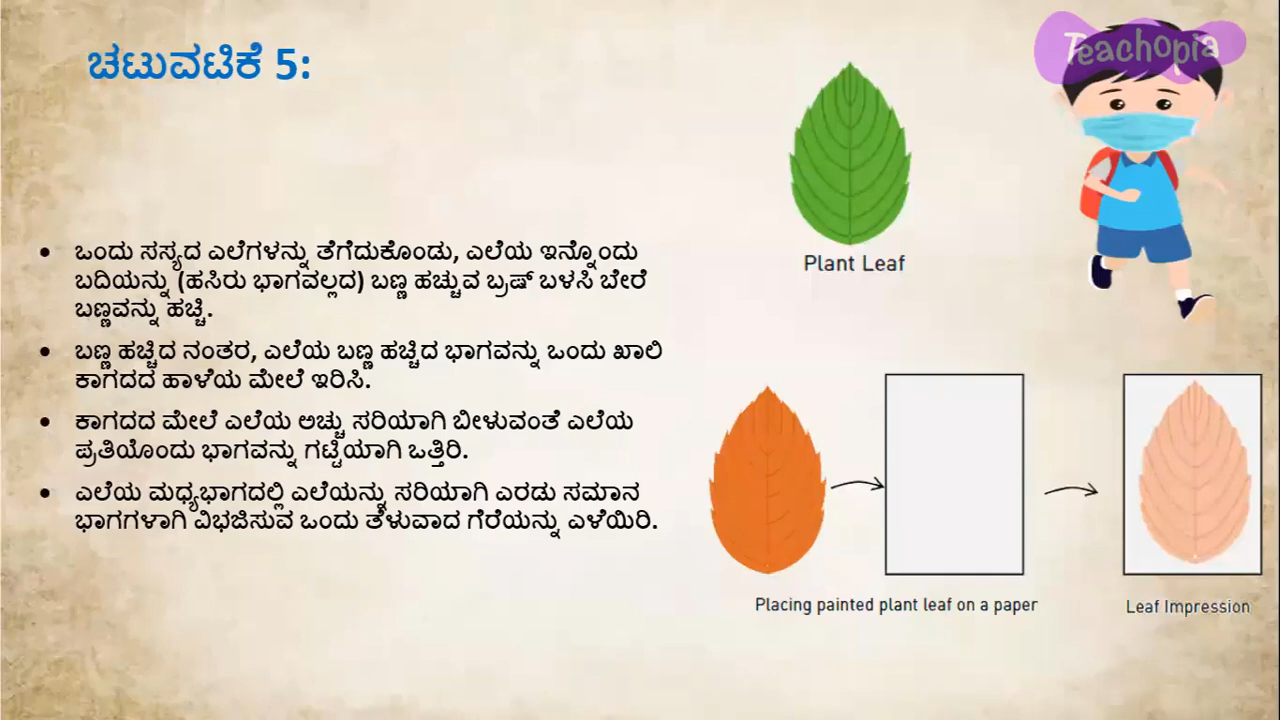 ಚಟುವಟಿಕೆ 5:
Teachopia
Plant Leaf
• ಒಂದು ಸಸ್ಯದ ಎಲೆಗಳನ್ನು ತೆಗೆದುಕೊಂಡು, ಎಲೆಯ ಇನ್ನೊಂದು
ಬದಿಯನ್ನು (ಹಸಿರು ಭಾಗವಲ್ಲದ) ಬಣ್ಣ ಹಚ್ಚುವ ಬ್ರಷ್ ಬಳಸಿ ಬೇರೆ
ಬಣ್ಣವನ್ನು ಹಚ್ಚಿ.
• ಬಣ್ಣ ಹಚ್ಚಿದ ನಂತರ, ಎಲೆಯ ಬಣ್ಣ ಹಚ್ಚಿದ ಭಾಗವನ್ನು ಒಂದು ಖಾಲಿ
ಕಾಗದದ ಹಾಳೆಯ ಮೇಲೆ ಇರಿಸಿ.
• ಕಾಗದದ ಮೇಲೆ ಎಲೆಯ ಅಚ್ಚು ಸರಿಯಾಗಿ ಬೀಳುವಂತೆ ಎಲೆಯ
ಪ್ರತಿಯೊಂದು ಭಾಗವನ್ನು ಗಟ್ಟಿಯಾಗಿ ಒತ್ತಿರಿ.
• ಎಲೆಯ ಮಧ್ಯಭಾಗದಲ್ಲಿ ಎಲೆಯನ್ನು ಸರಿಯಾಗಿ ಎರಡು ಸಮಾನ
ಭಾಗಗಳಾಗಿ ವಿಭಜಿಸುವ ಒಂದು ತೆಳುವಾದ ಗೆರೆಯನ್ನು ಎಳೆಯಿರಿ.
Placing painted plant leaf on a paper
Leaf Impression